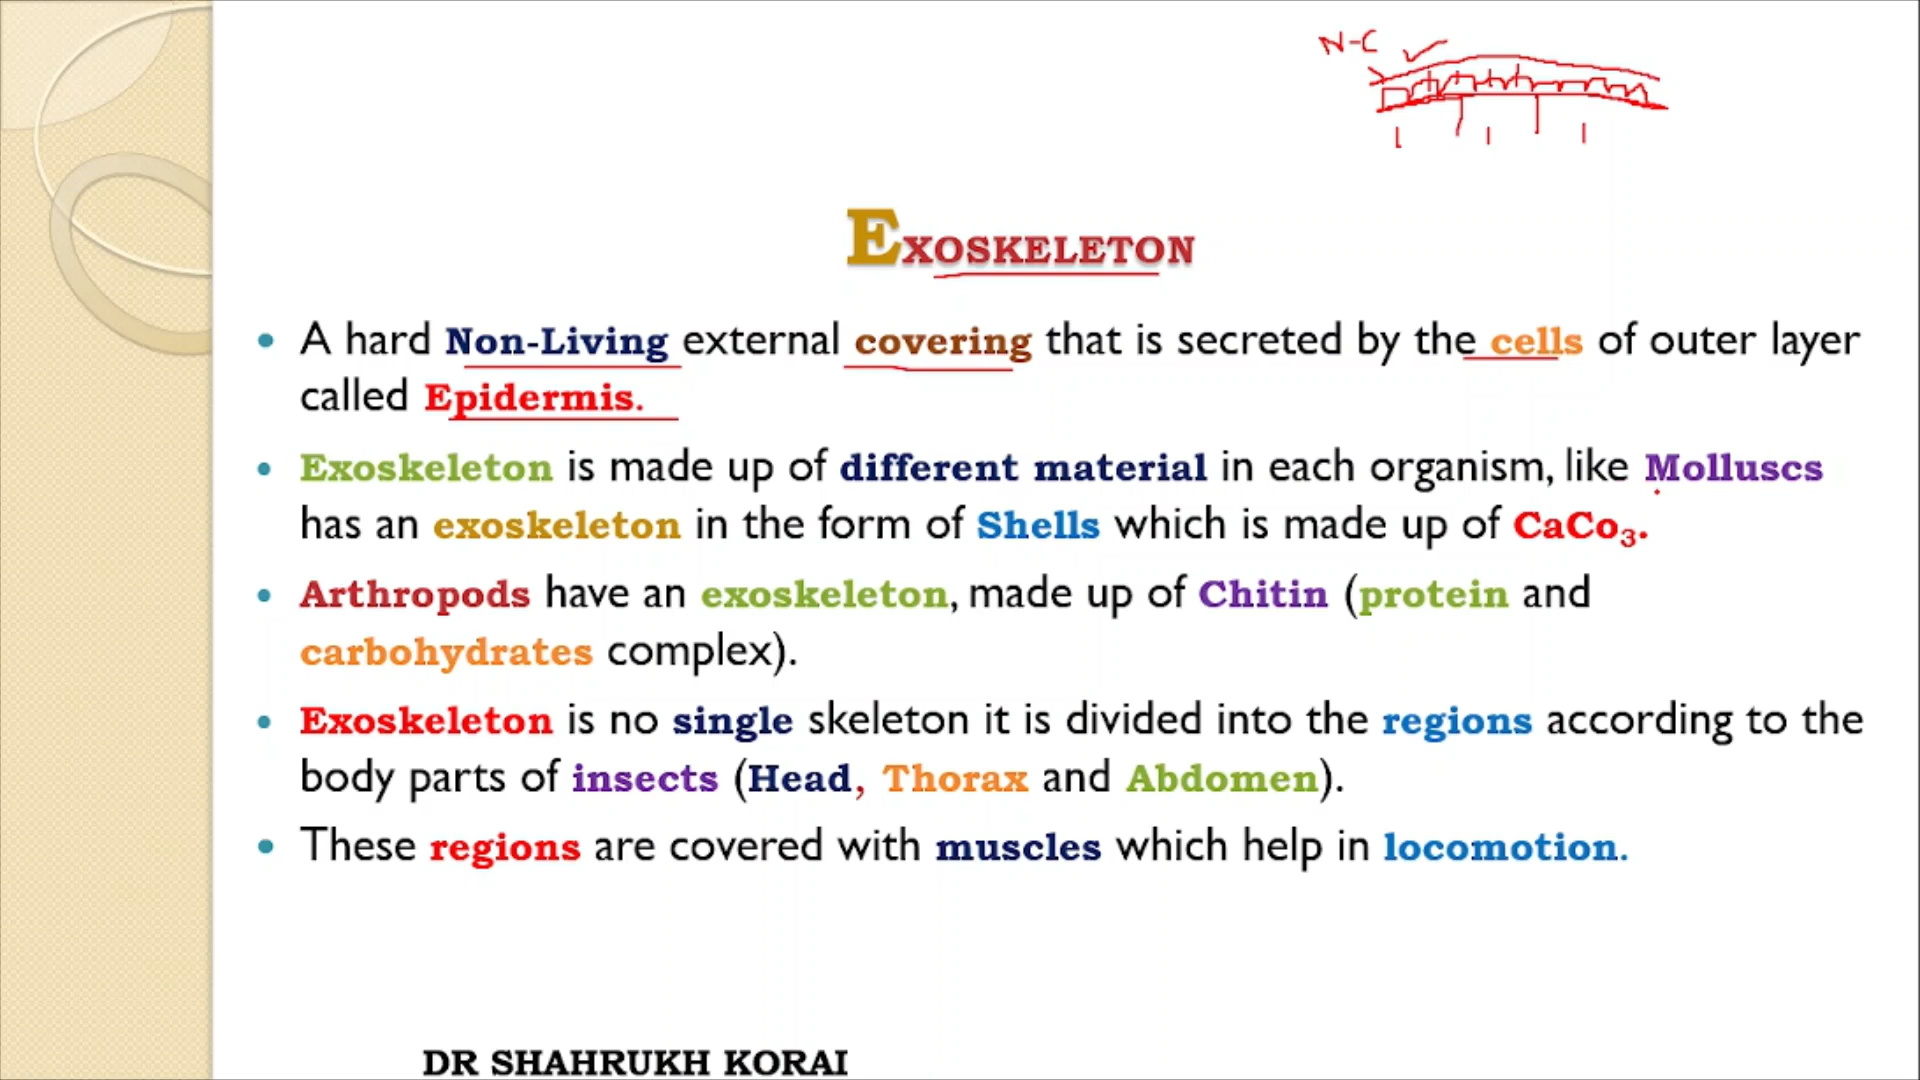 N-C
EXOSKELETON
• A hard Non-Living external covering that is secreted by the cells of outer layer
called Epidermis.
• Exoskeleton is made up of different material in each organism, like Molluscs
has an exoskeleton in the form of Shells which is made up of CaCo₃.
• Arthropods have an exoskeleton, made up of Chitin (protein and
carbohydrates complex).
• Exoskeleton is no single skeleton it is divided into the regions according to the
body parts of insects (Head, Thorax and Abdomen).
• These regions are covered with muscles which help in locomotion.
DR SHAHRUKH KORAI